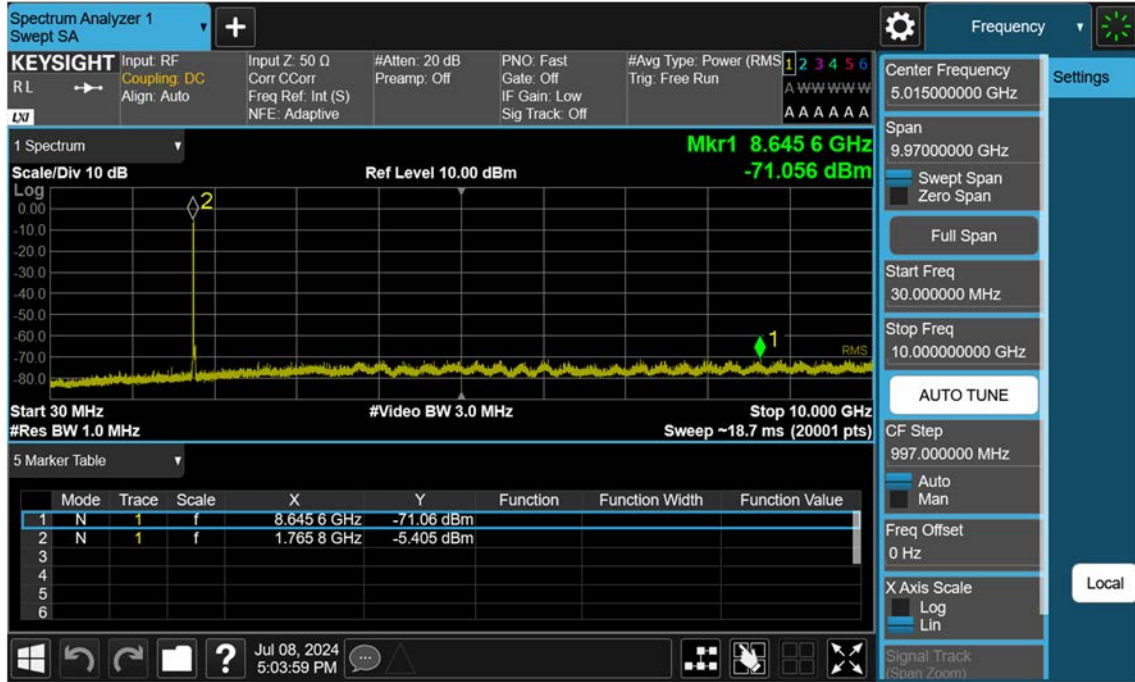 Spectrum Analyzer 1
Swept SA
Frequency
KEYSIGHT
RL
LXI
Input: RF
Coupling: DC
Align: Auto
Input Z: 50 Ω
Corr CCorr
Freq Ref: Int (S)
NFE: Adaptive
#Atten: 20 dB
Preamp: Off
PNO: Fast
Gate: Off
IF Gain: Low
Sig Track: Off
#Avg Type: Power (RMS
Trig: Free Run
1 2 3 4 5 6
A W W W W W
A A A A A A
1 Spectrum
Mkr1 8.645 6 GHz
-71.056 dBm
Scale/Div 10 dB
Ref Level 10.00 dBm
Log
0.00
-10.0
-20.0
-30.0
-40.0
-50.0
-60.0
-70.0
-80.0
2
1
RMS
Start 30 MHz
#Video BW 3.0 MHz
Stop 10.000 GHz
#Res BW 1.0 MHz
Sweep ~18.7 ms (20001 pts)
5 Marker Table
Mode Trace Scale X Y Function Function Width Function Value
1 N 1 f 8.645 6 GHz -71.06 dBm
2 N 1 f 1.765 8 GHz -5.405 dBm
3
4
5
6
Jul 08, 2024
5:03:59 PM
Center Frequency
5.015000000 GHz
Settings
Span
9.97000000 GHz
Swept Span
Zero Span
Full Span
Start Freq
30.000000 MHz
Stop Freq
10.000000000 GHz
AUTO TUNE
CF Step
997.000000 MHz
Auto
Man
Freq Offset
0 Hz
X Axis Scale
Log
Lin
Local
Signal Track
(Span Zoom)